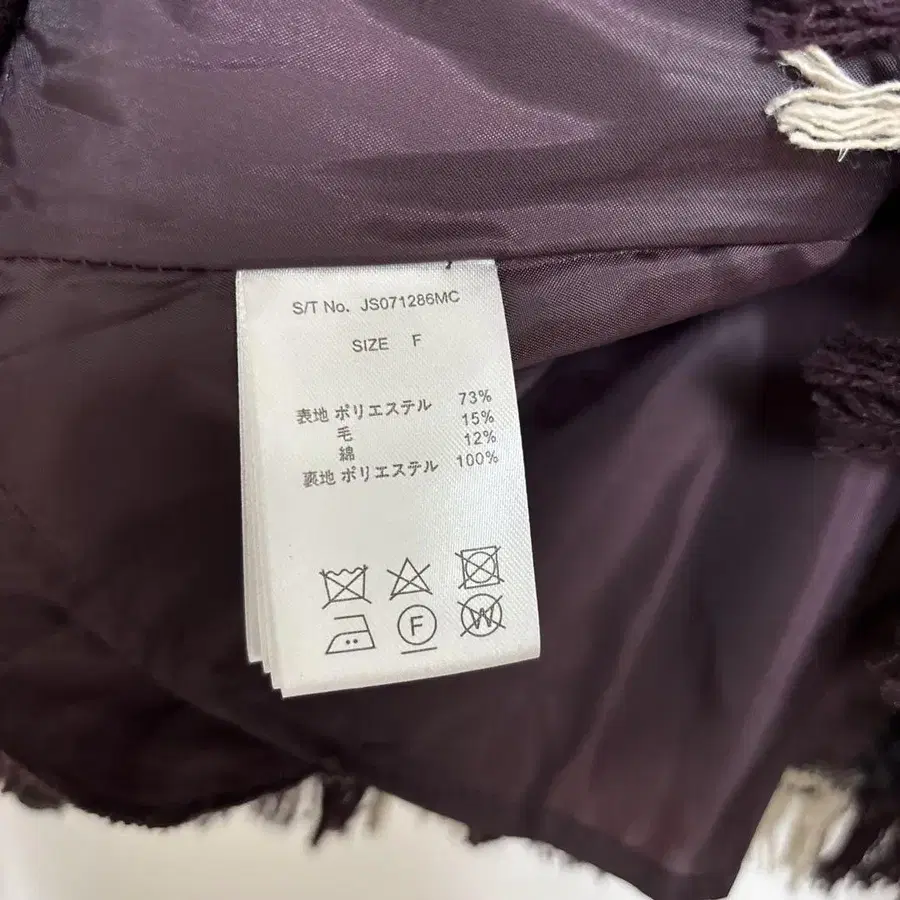 S/T No. JS071286MC
SIZE F
表地 ポリエステル 73%
毛 15%
綿 12%
裏地 ポリエステル 100%
F W